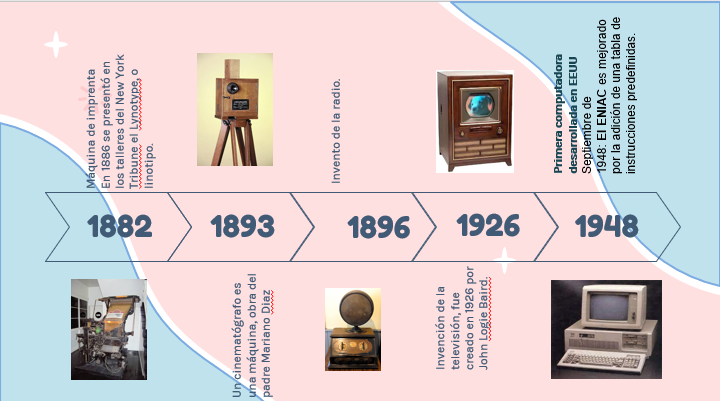 Máquina de imprenta
En 1886 se presentó en
los talleres del New York
Tribune el Lynotype, o
linotipo.
Invento de la radio.
Primera computadora
desarrollada en EEUU
Septiembre de
1948: El ENIAC es mejorado
por la adición de una tabla de
instrucciones predefinidas.
1882
1893
1896
1926
1948
Un cinematógrafo es
una máquina, obra del
padre Mariano Diaz
Invención de la
televisión, fue
creado en 1926 por
John Logie Baird.